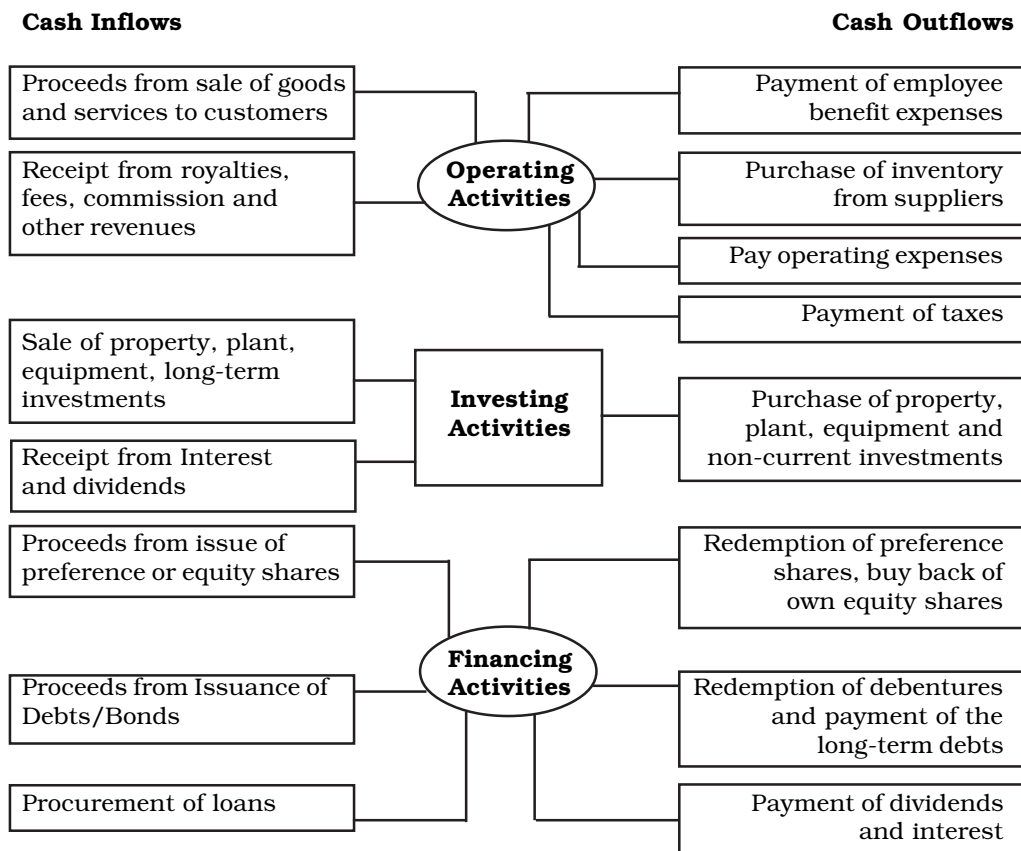 Cash Inflows
Cash Outflows
Proceeds from sale of goods
and services to customers
Payment of employee
benefit expenses
Operating
Activities
Receipt from royalties,
fees, commission and
other revenues
Purchase of inventory
from suppliers
Pay operating expenses
Payment of taxes
Sale of property, plant,
equipment, long-term
investments
Investing
Activities
Purchase of property,
plant, equipment and
non-current investments
Receipt from Interest
and dividends
Proceeds from issue of
preference or equity shares
Redemption of preference
shares, buy back of
own equity shares
Financing
Activities
Proceeds from Issuance of
Debts/Bonds
Redemption of debentures
and payment of the
long-term debts
Procurement of loans
Payment of dividends
and interest